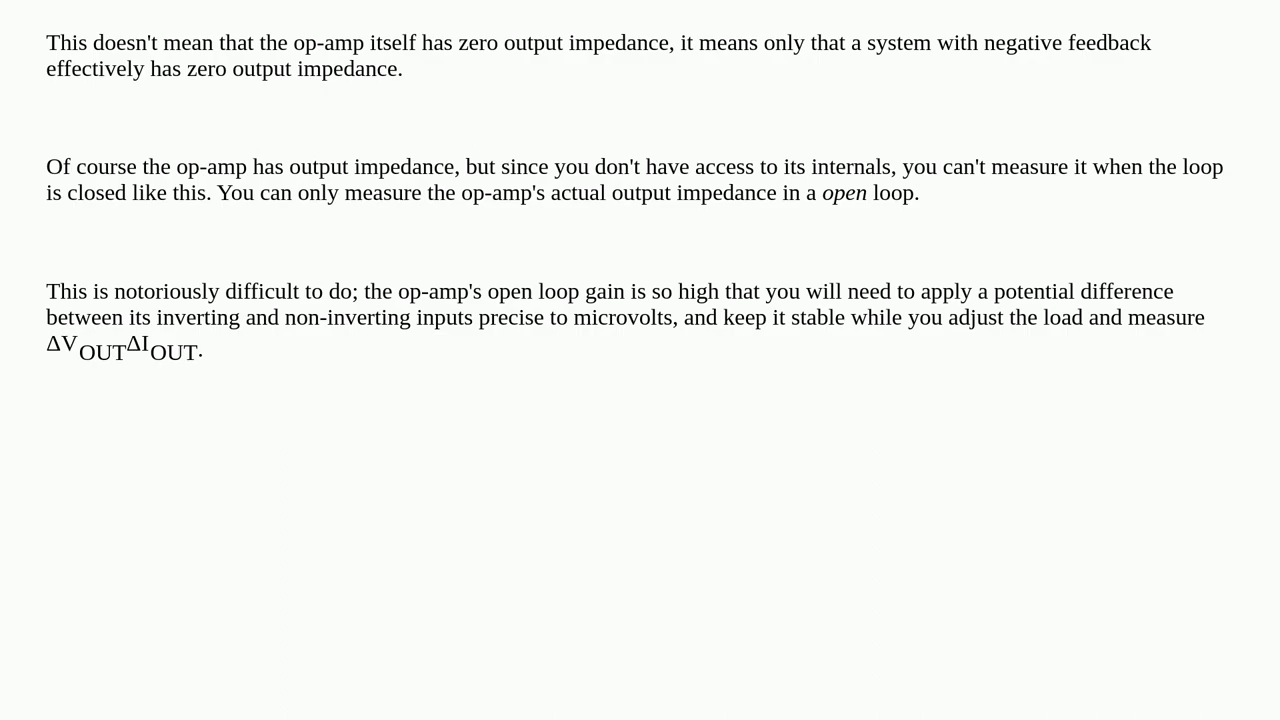 This doesn't mean that the op-amp itself has zero output impedance, it means only that a system with negative feedback
effectively has zero output impedance.
Of course the op-amp has output impedance, but since you don't have access to its internals, you can't measure it when the loop
is closed like this. You can only measure the op-amp's actual output impedance in a open loop.
This is notoriously difficult to do; the op-amp's open loop gain is so high that you will need to apply a potential difference
between its inverting and non-inverting inputs precise to microvolts, and keep it stable while you adjust the load and measure
ΔVOUTΔIOUT.